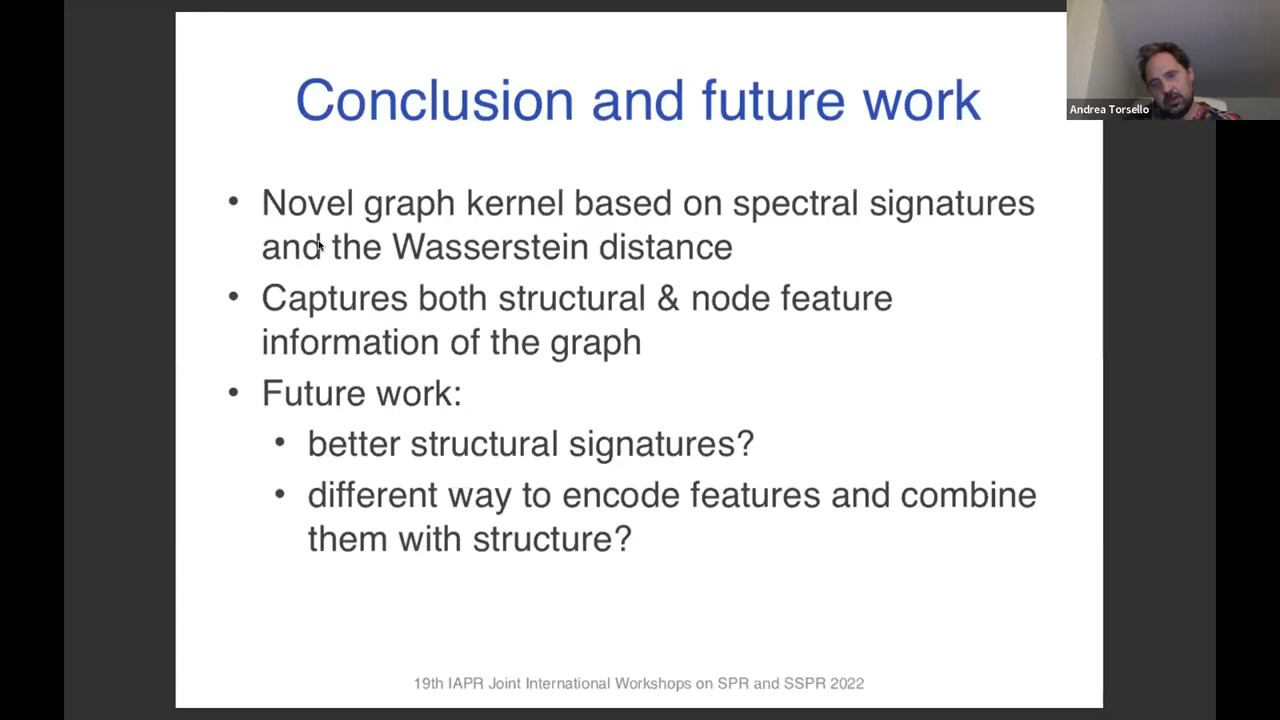 Conclusion and future work
Andrea Torsello
• Novel graph kernel based on spectral signatures
and the Wasserstein distance
• Captures both structural & node feature
information of the graph
• Future work:
• better structural signatures?
• different way to encode features and combine
them with structure?
19th IAPR Joint International Workshops on SPR and SSPR 2022